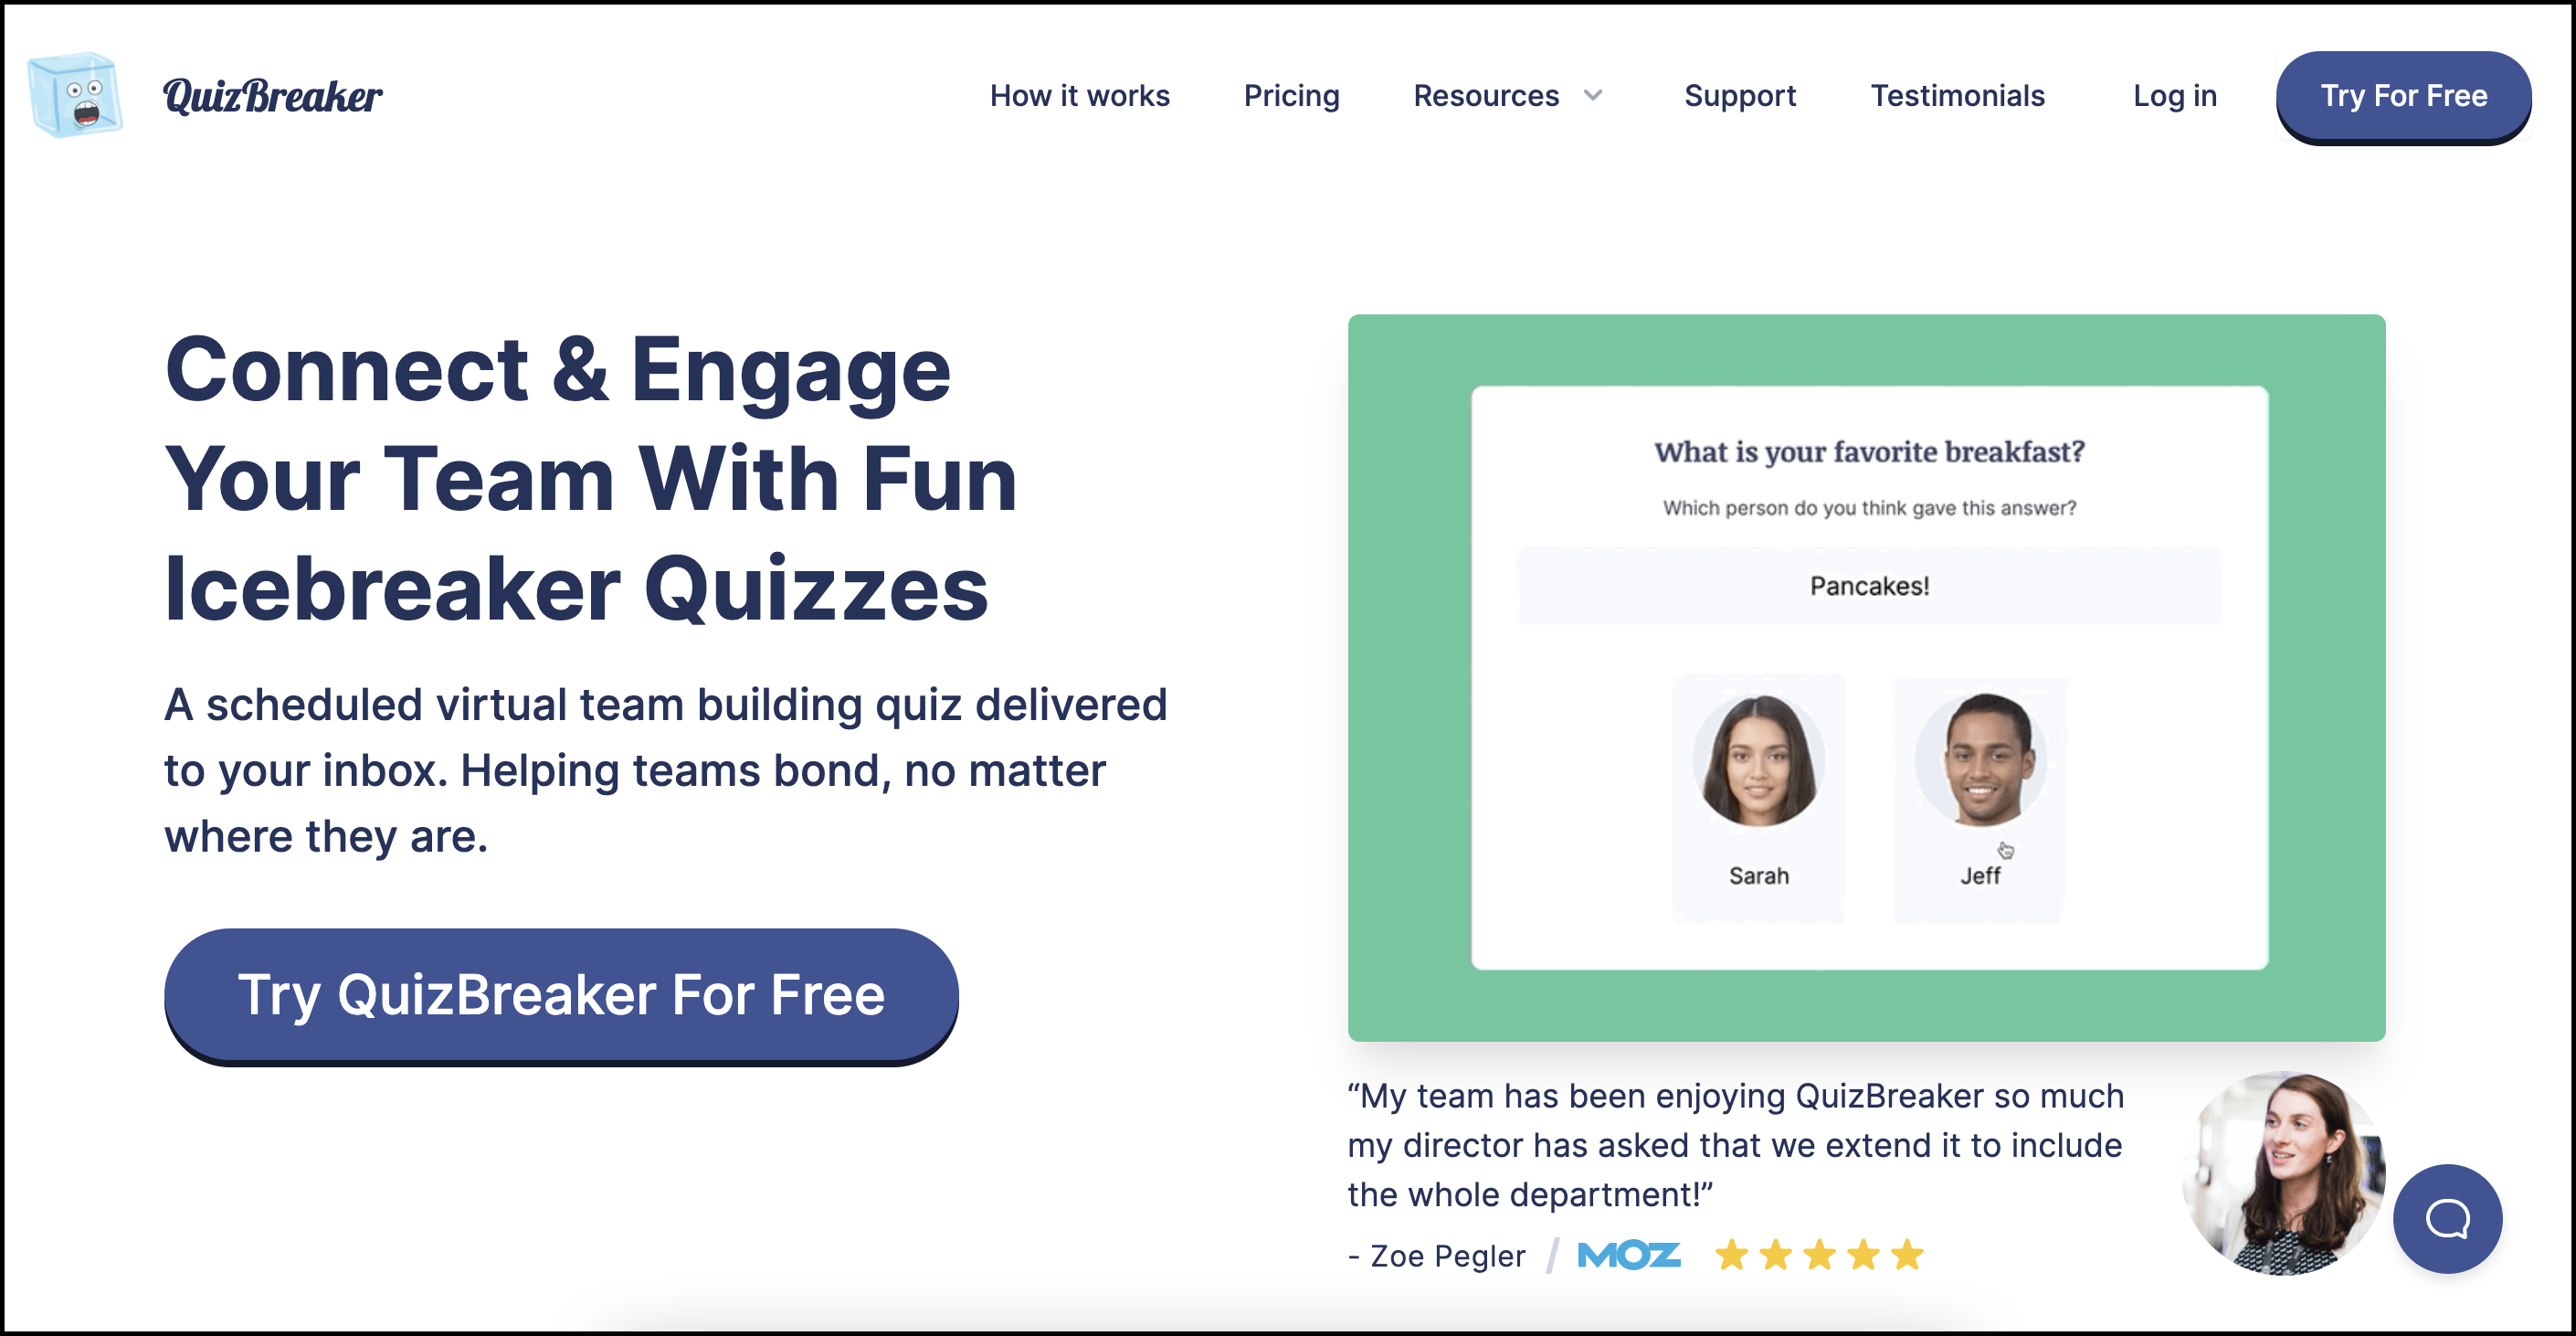 QuizBreaker
How it works
Pricing
Resources
Support
Testimonials
Log in
Try For Free
Connect & Engage
Your Team With Fun
Icebreaker Quizzes
A scheduled virtual team building quiz delivered
to your inbox. Helping teams bond, no matter
where they are.
Try QuizBreaker For Free
What is your favorite breakfast?
Which person do you think gave this answer?
Pancakes!
Sarah
Jeff
“My team has been enjoying QuizBreaker so much
my director has asked that we extend it to include
the whole department!”
- Zoe Pegler / MOZ